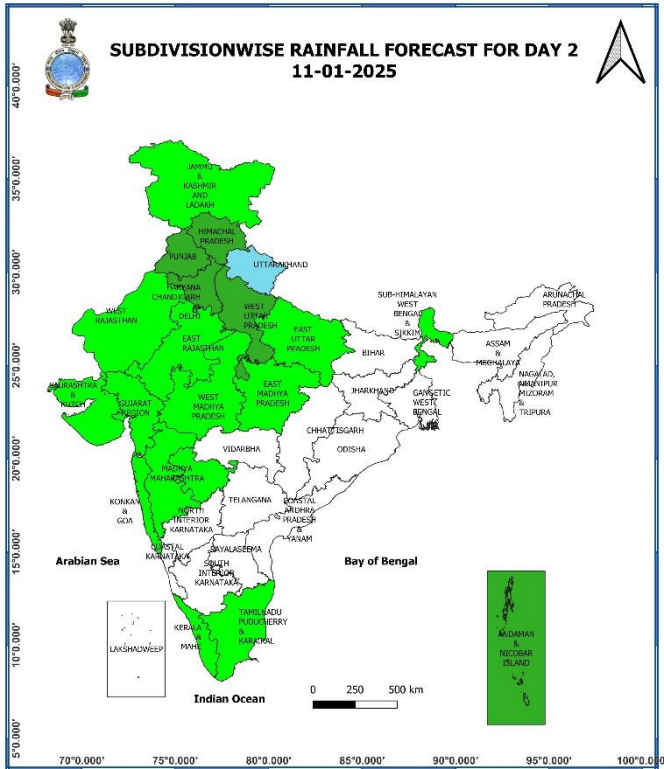 SUBDIVISIONWISE RAINFALL FORECAST FOR DAY 2
11-01-2025
40°0.000'
35°0.000'
30°0.000'
25°0.000'
20°0.000'
15°0.000'
10°0.000'
5°0.000'
JAMMU
&
KASHMIR
AND
LADAKH
HIMACHAL
PRADESH
PUNJAB
UTTARAKHAND
HARYANA
CHANDIGARH
&
DELHI
WEST
RAJASTHAN
WEST
UTTAR
PRADESH
EAST
RAJASTHAN
EAST
UTTAR
PRADESH
SUB-HIMALAYAN
WEST
BENGAL
&
SIKKIM
ARUNACHAL
PRADESH
ASSAM
&
MEGHALAYA
BIHAR
NAGALAD,
MANIPUR
MIZDRAM
&
TRIPURA
SAURASHTRA
&
KUTCH
GUJARAT
REGION
WEST
MADHYA
PRADESH
EAST
MADHYA
PRADESH
JHARKHAND
GANGETIC
WEST
BENGAL
CHHATTISGARH
ODISHA
VIDARBHA
MADHYA
MAHARASHTRA
TELANGANA
KONKAN
&
GOA
NORTH
INTERIOR
KARNATAKA
COASTAL
ANDHRA
PRADESH
&
YANAM
COASTAL
KARNATAKA
RAYALASEEMA
SOUTH
INTERIOR
KARNATAKA
Arabian Sea
Bay of Bengal
LAKSHADWEEP
KERALA
&
MAHE
TAMILNADU
PUDUCHERRY
&
KARAIKAL
ANDAMAN
&
NICOBAR
ISLAND
Indian Ocean
0 250 500 km
70°0.000' 75°0.000' 80°0.000' 85°0.000' 90°0.000' 95°0.000' 100°0.000'